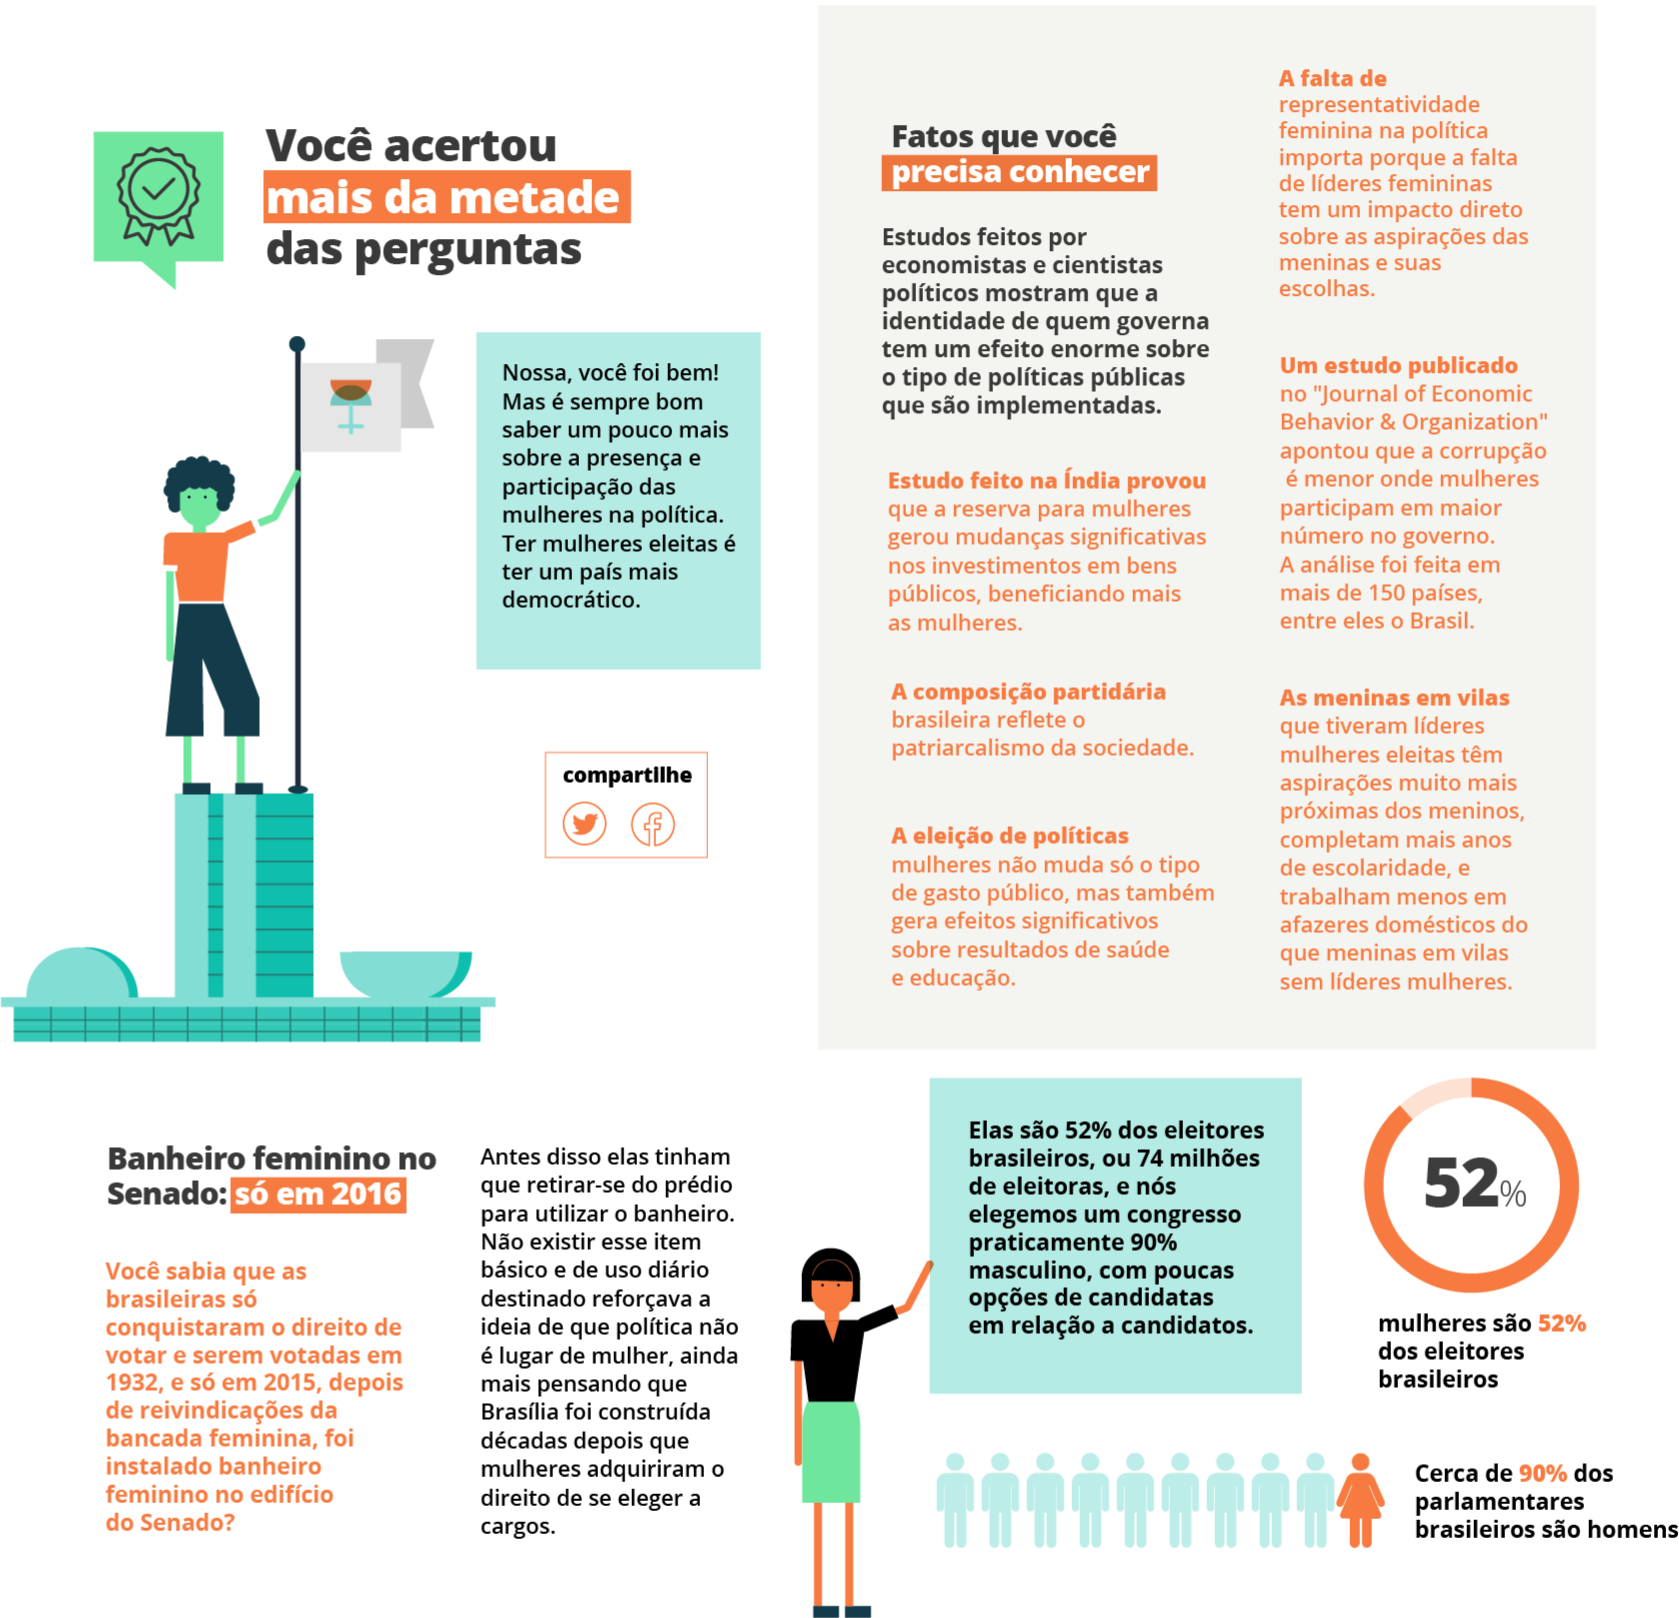 Você acertou
mais da metade
das perguntas
Nossa, você foi bem!
Mas é sempre bom
saber um pouco mais
sobre a presença e
participação das
mulheres na política.
Ter mulheres eleitas é
ter um país mais
democrático.
compartilhe
Fatos que você
precisa conhecer
Estudos feitos por
economistas e cientistas
políticos mostram que a
identidade de quem governa
tem um efeito enorme sobre
o tipo de políticas públicas
que são implementadas.
Estudo feito na Índia provou
que a reserva para mulheres
gerou mudanças significativas
nos investimentos em bens
públicos, beneficiando mais
as mulheres.
A composição partidária
brasileira reflete o
patriarcalismo da sociedade.
A eleição de políticas
mulheres não muda só o tipo
de gasto público, mas também
gera efeitos significativos
sobre resultados de saúde
e educação.
A falta de
representatividade
feminina na política
importa porque a falta
de líderes femininas
tem um impacto direto
sobre as aspirações das
meninas e suas
escolhas.
Um estudo publicado
no "Journal of Economic
Behavior & Organization"
apontou que a corrupção
é menor onde mulheres
participam em maior
número no governo.
A análise foi feita em
mais de 150 países,
entre eles o Brasil.
As meninas em vilas
que tiveram líderes
mulheres eleitas têm
aspirações muito mais
próximas dos meninos,
completam mais anos
de escolaridade, e
trabalham menos em
afazeres domésticos do
que meninas em vilas
sem líderes mulheres.
Banheiro feminino no
Senado: só em 2016
Você sabia que as
brasileiras só
conquistaram o direito de
votar e serem votadas em
1932, e só em 2015, depois
de reivindicações da
bancada feminina, foi
instalado banheiro
feminino no edifício
do Senado?
Antes disso elas tinham
que retirar-se do prédio
para utilizar o banheiro.
Não existir esse item
básico e de uso diário
destinado reforçava a
ideia de que política não
é lugar de mulher, ainda
mais pensando que
Brasília foi construída
décadas depois que
mulheres adquiriram o
direito de se eleger a
cargos.
Elas são 52% dos eleitores
brasileiros, ou 74 milhões
de eleitoras, e nós
elegemos um congresso
praticamente 90%
masculino, com poucas
opções de candidatas
em relação a candidatos.
52%
mulheres são 52%
dos eleitores
brasileiros
Cerca de 90% dos
parlamentares
brasileiros são homens